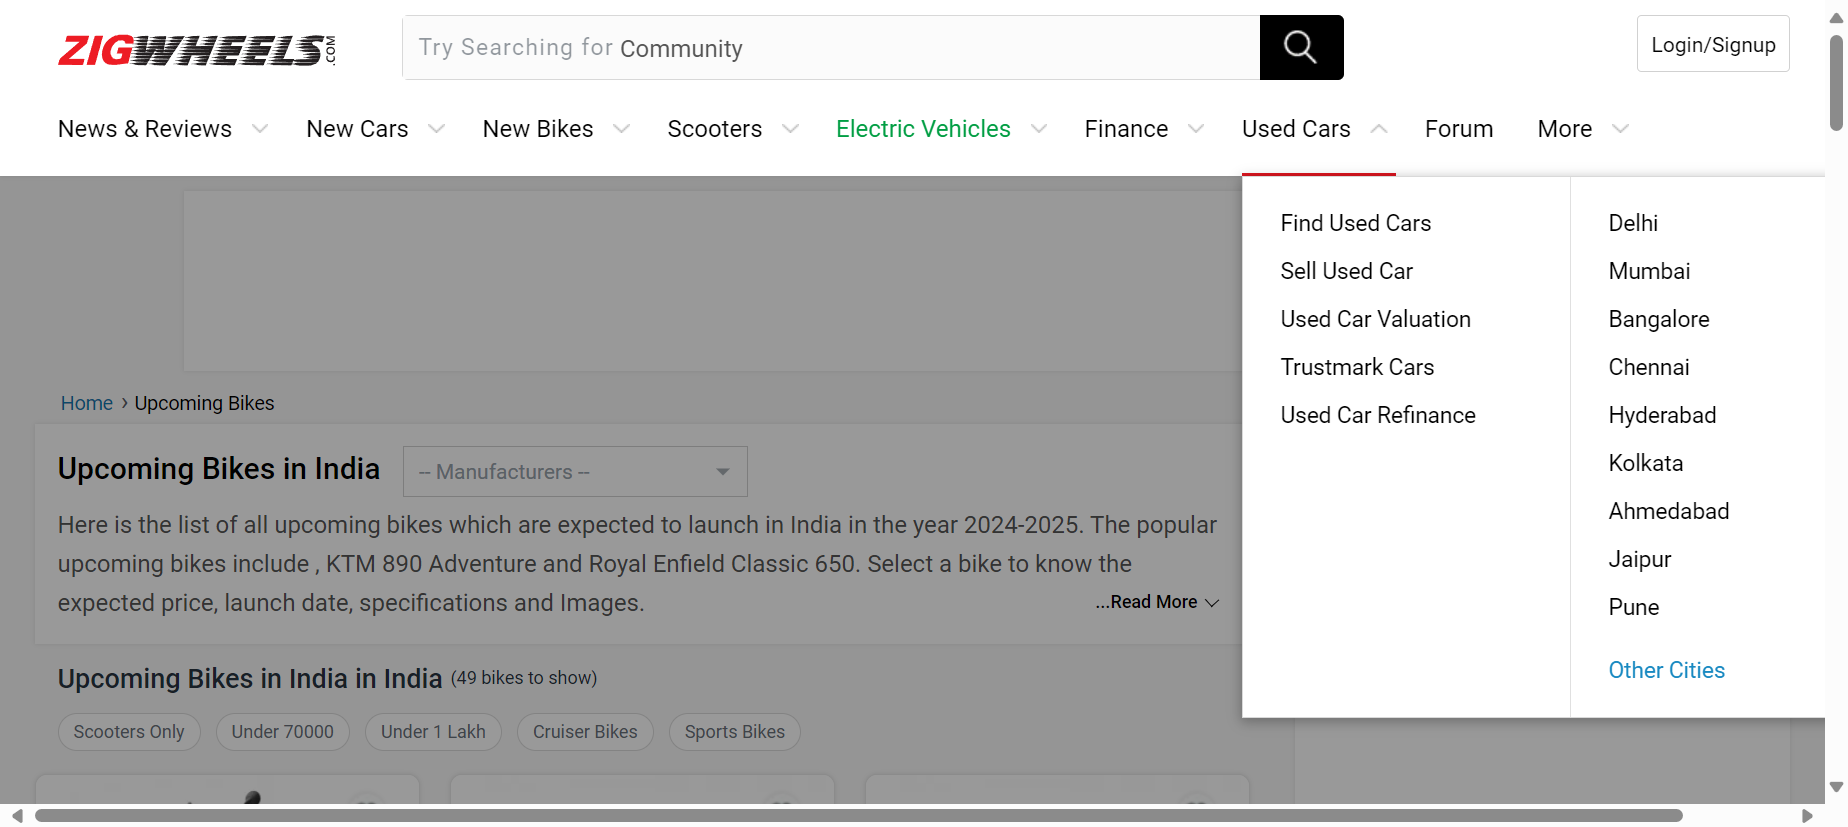 ZIGWHEELS.COM
Try Searching for Community
Login/Signup
News & Reviews
New Cars
New Bikes
Scooters
Electric Vehicles
Finance
Used Cars
Forum
More
Find Used Cars
Sell Used Car
Used Car Valuation
Trustmark Cars
Used Car Refinance
Delhi
Mumbai
Bangalore
Chennai
Hyderabad
Kolkata
Ahmedabad
Jaipur
Pune
Other Cities
Home › Upcoming Bikes
Upcoming Bikes in India
-- Manufacturers --
Here is the list of all upcoming bikes which are expected to launch in India in the year 2024-2025. The popular
upcoming bikes include , KTM 890 Adventure and Royal Enfield Classic 650. Select a bike to know the
expected price, launch date, specifications and Images.
...Read More
Upcoming Bikes in India in India (49 bikes to show)
Scooters Only
Under 70000
Under 1 Lakh
Cruiser Bikes
Sports Bikes